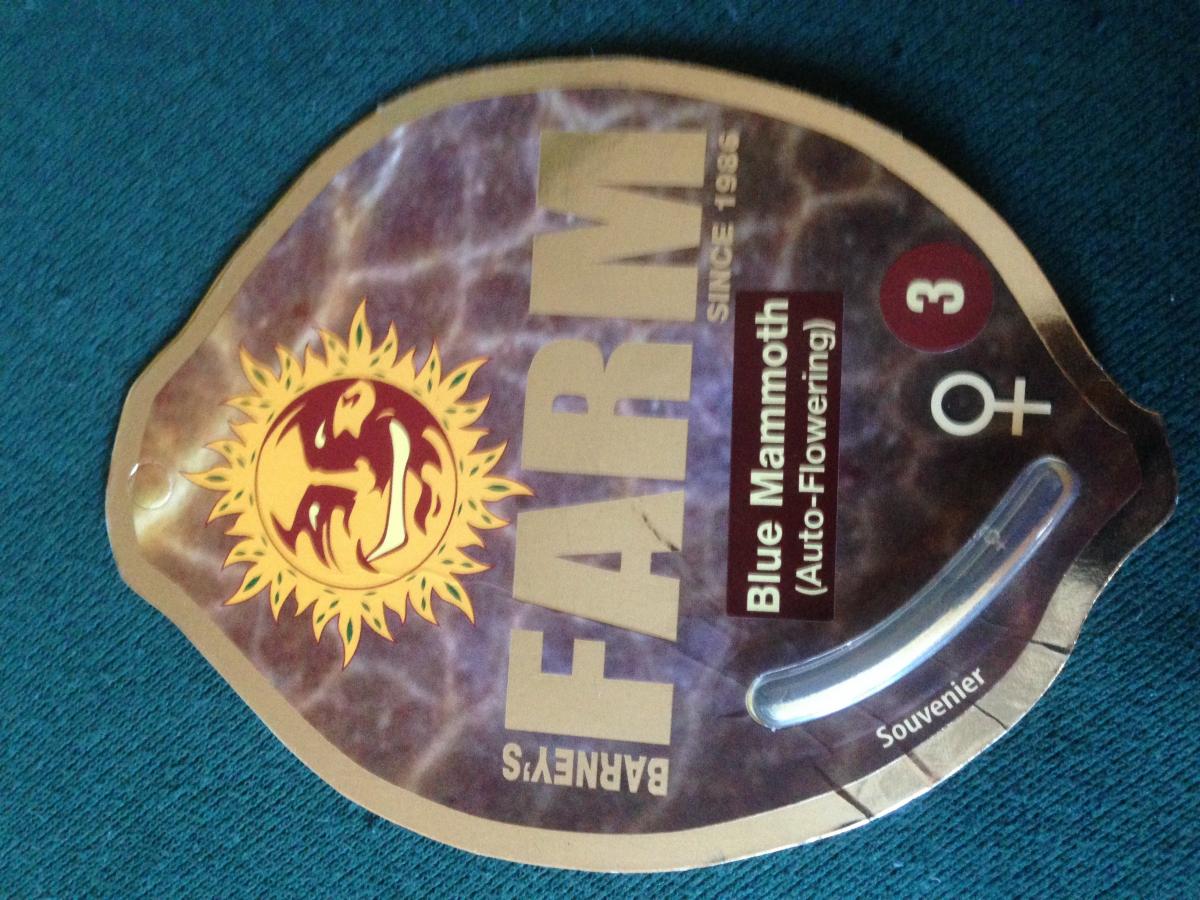 BARNEY'S
FARM
SINCE 1986
Blue Mammoth
(Auto-Flowering)
3
Souvenier